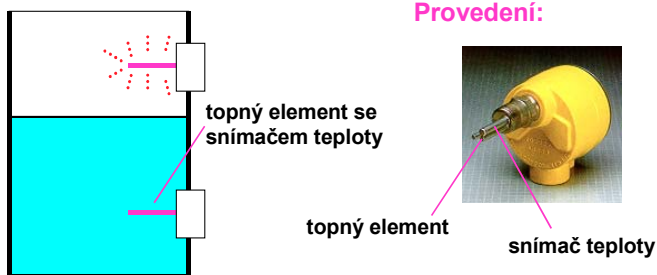 Provedení:
topný element se
snímačem teploty
topný element
snímač teploty